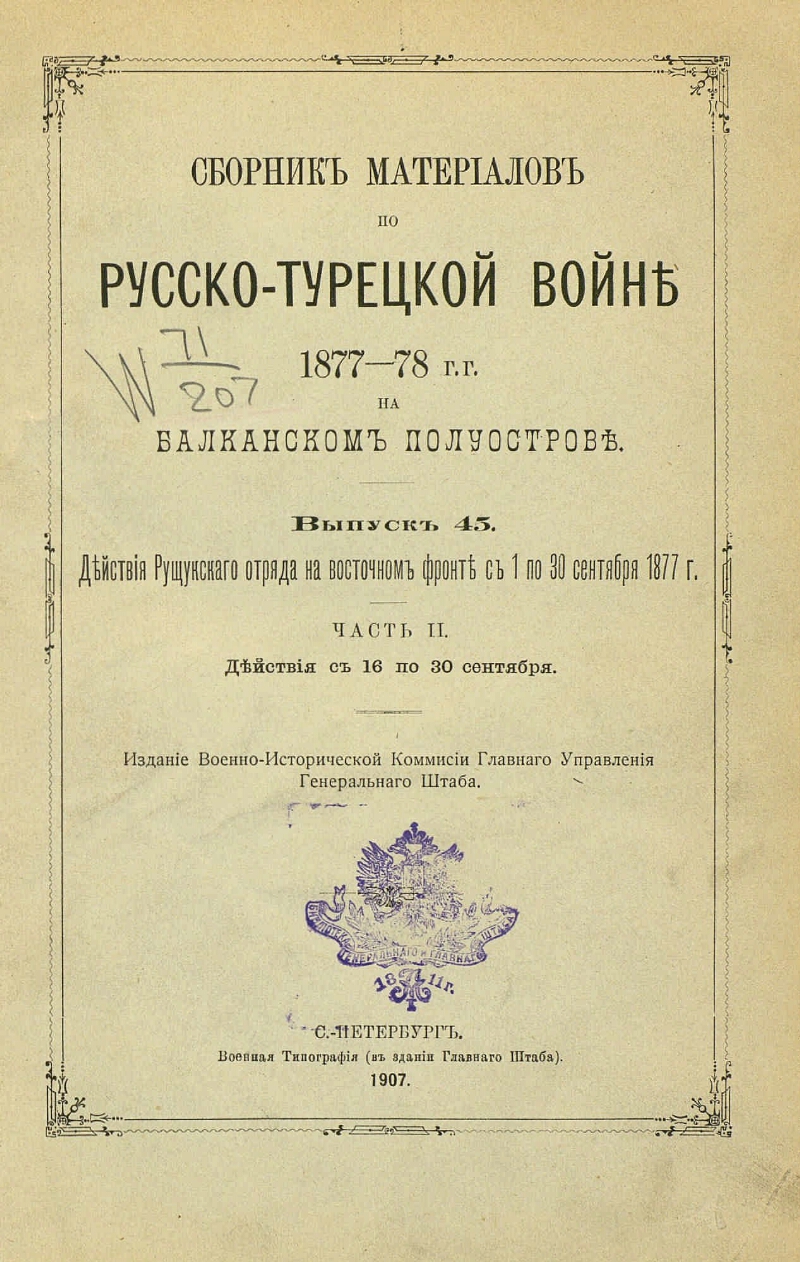 СБОРНИКЪ МАТЕРІАЛОВЪ
ПО
РУССКО-ТУРЕЦКОЙ ВОЙНѢ
1877—78 г.г.
207
НА
БАЛКАНСКОМЪ ПОЛУОСТРОВѢ.
Выпускъ 45.
Дѣйствія Рущукскаго отряда на восточномъ фронтѣ съ 1 по 30 сентября 1877 г.
ЧАСТЬ II.
Дѣйствія съ 16 по 30 сентября.
Изданіе Военно-Исторической Коммисіи Главнаго Управленія
Генеральнаго Штаба.
С.-ПЕТЕРБУРГЪ.
Военная Типографія (въ зданіи Главнаго Штаба).
1907.